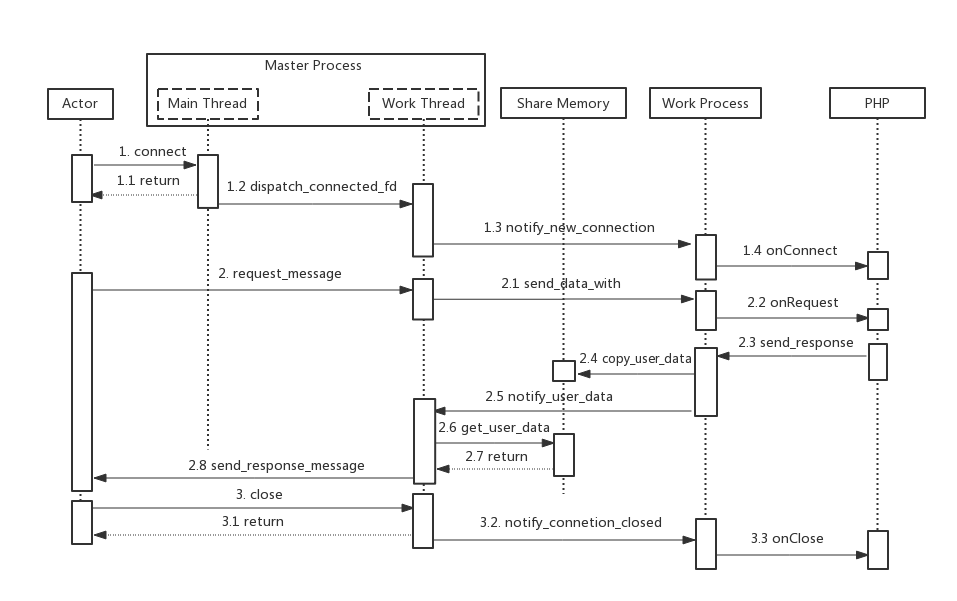 Master Process
Actor
Main Thread
Work Thread
Share Memory
Work Process
PHP
1. connect
1.1 return
1.2 dispatch_connected_fd
1.3 notify_new_connection
1.4 onConnect
2. request_message
2.1 send_data_with
2.2 onRequest
2.3 send_response
2.4 copy_user_data
2.5 notify_user_data
2.6 get_user_data
2.7 return
2.8 send_response_message
3. close
3.1 return
3.2. notify_connetion_closed
3.3 onClose